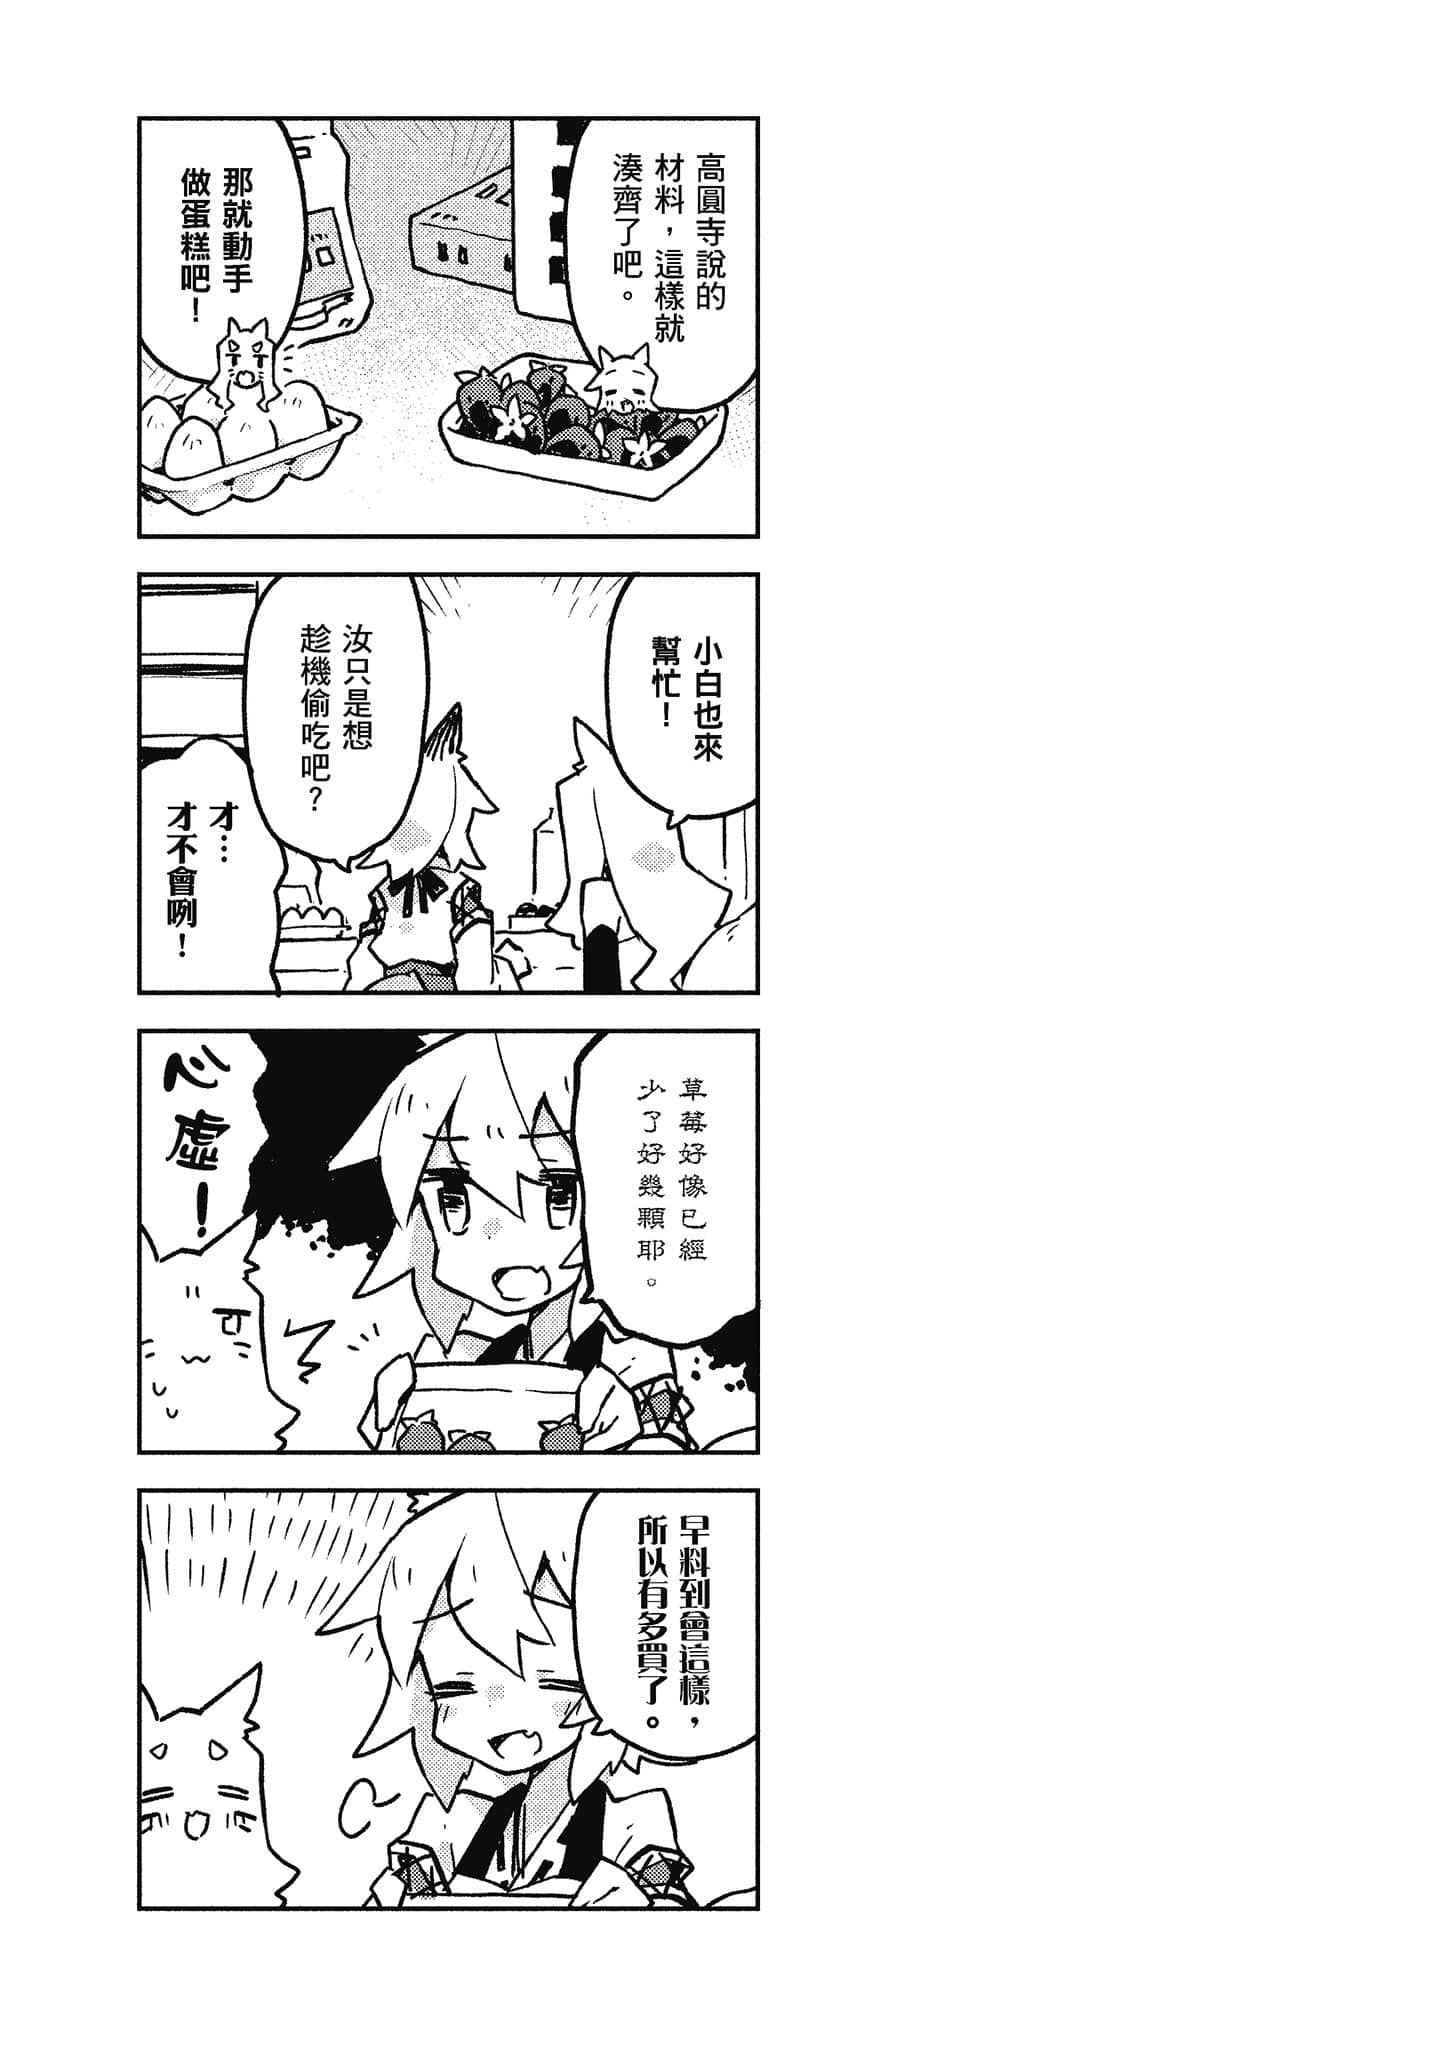 高圓寺說的
材料，這樣就
湊齊了吧。
那就動手
做蛋糕吧！
小白也來
幫忙！
汝只是想
趁機偷吃吧？
才…
才不會咧！
草莓好像已經
少了好幾顆耶。
心虛！
早料到會這樣，
所以有多買了。